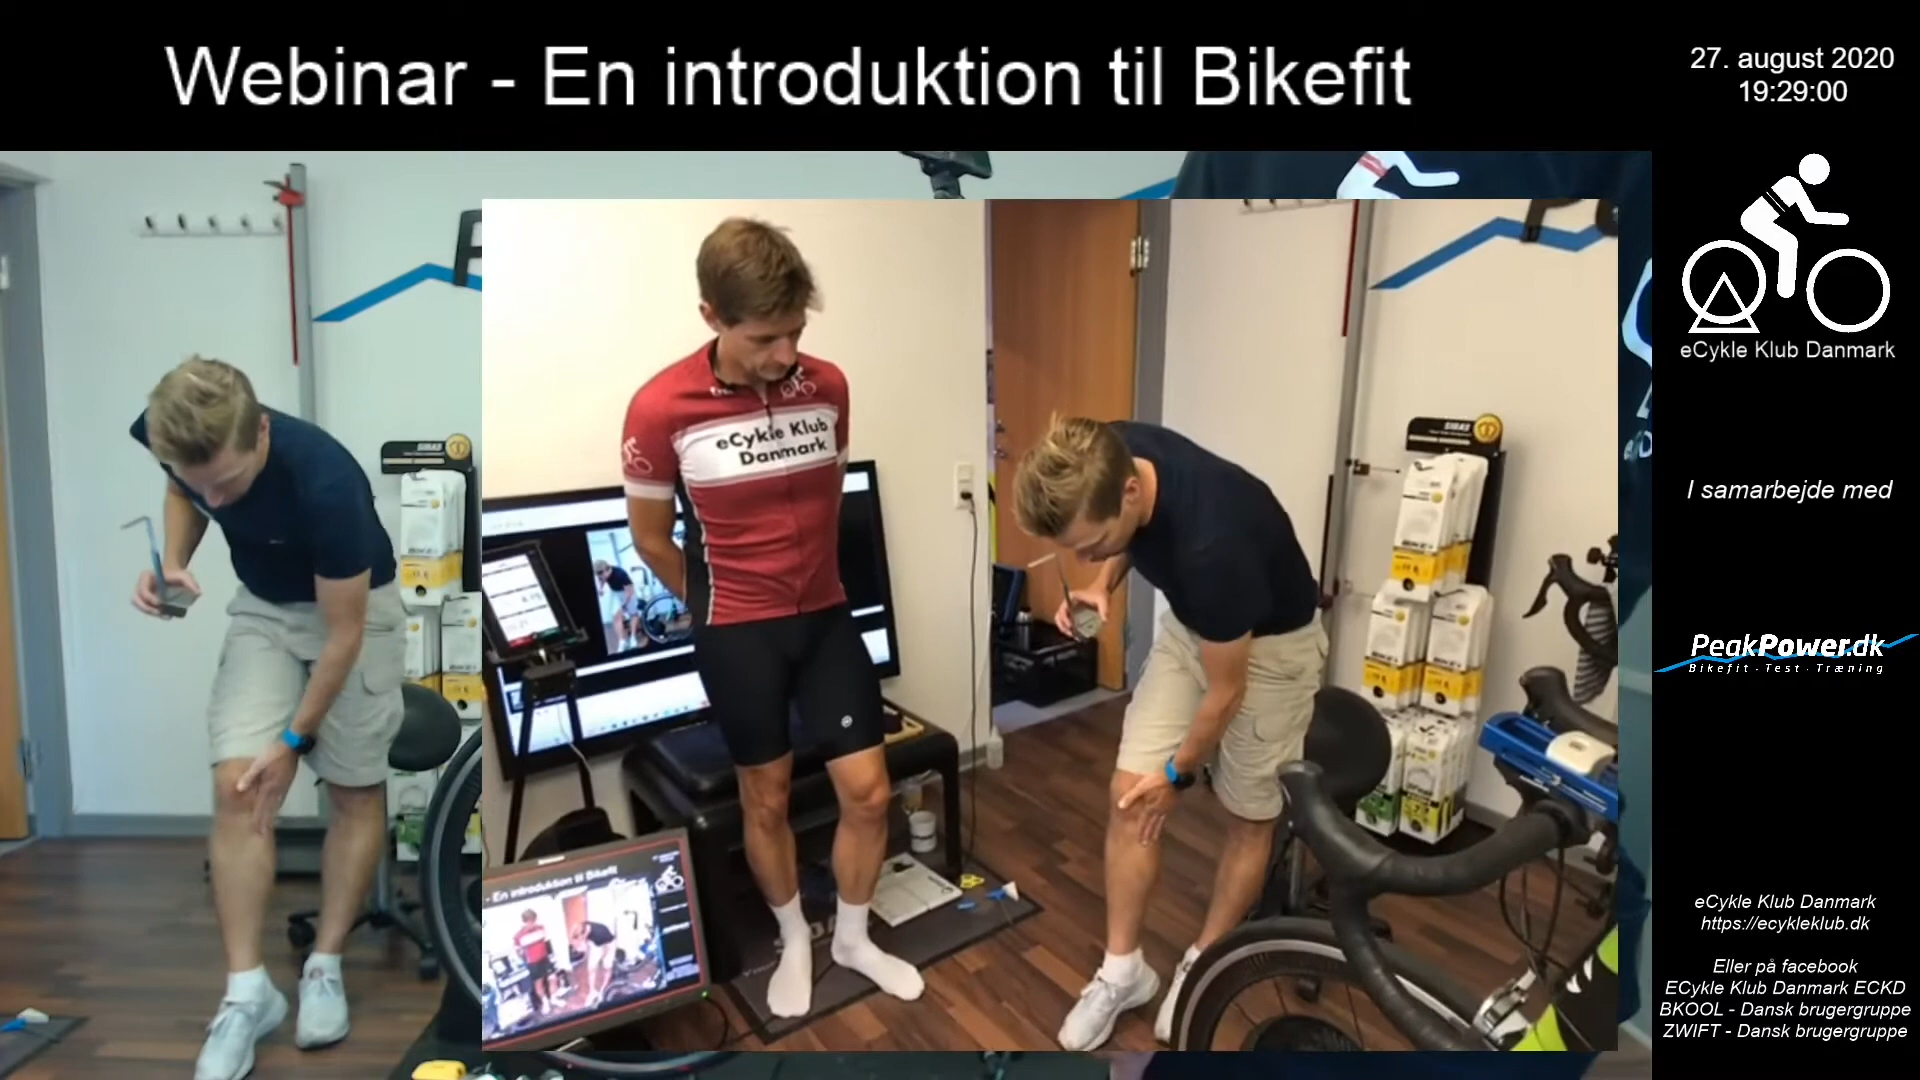 Webinar - En introduktion til Bikefit
27. august 2020
19:29:00
eCykle Klub Danmark
I samarbejde med
PeakPower.dk
Bikefit · Test · Træning
eCykle Klub Danmark
https://ecykleklub.dk
Eller på facebook
ECykle Klub Danmark ECKD
BKOOL - Dansk brugergruppe
ZWIFT - Dansk brugergruppe
eCykle Klub
Danmark
SIDAS
SIDAS
- En introduktion til Bikefit